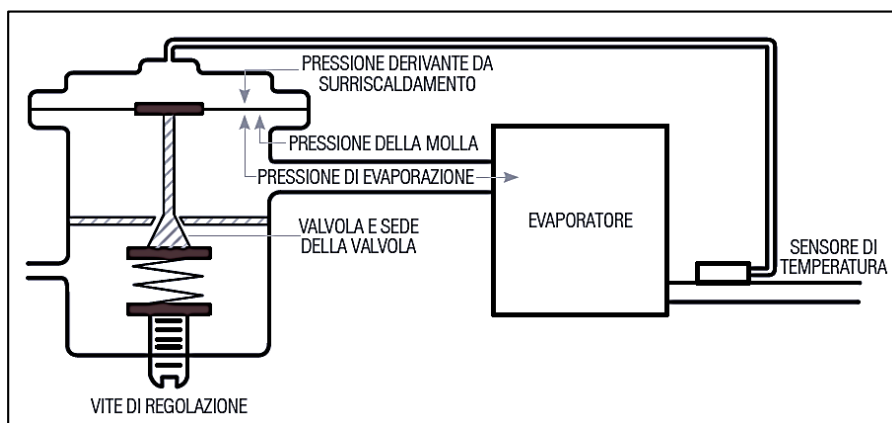 PRESSIONE DERIVANTE DA
SURRISCALDAMENTO
PRESSIONE DELLA MOLLA
PRESSIONE DI EVAPORAZIONE
VALVOLA E SEDE
DELLA VALVOLA
EVAPORATORE
SENSORE DI
TEMPERATURA
VITE DI REGOLAZIONE